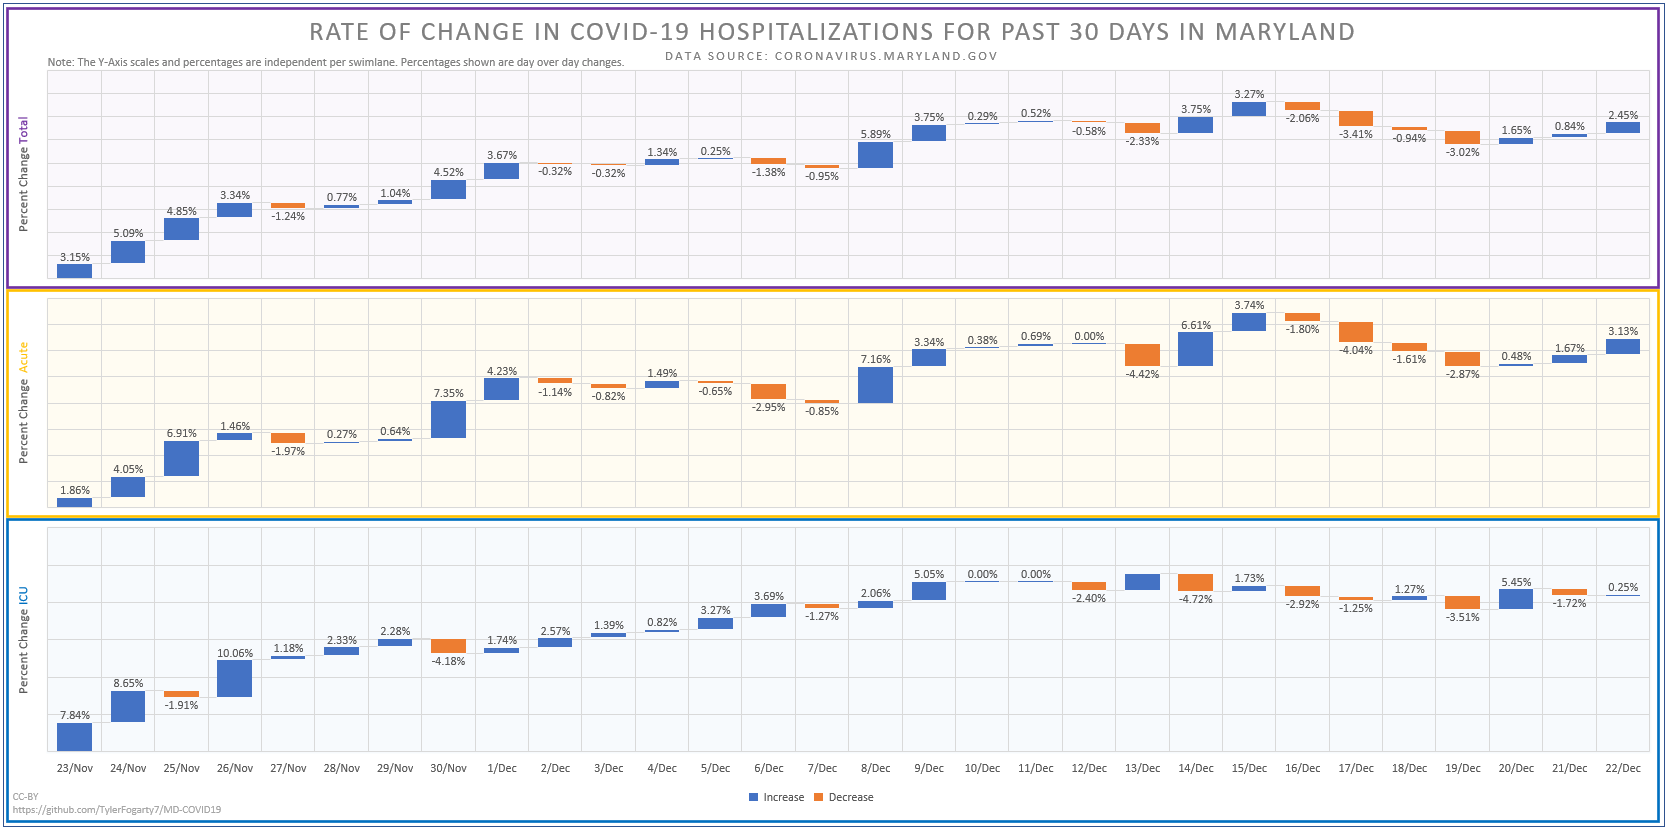 RATE OF CHANGE IN COVID-19 HOSPITALIZATIONS FOR PAST 30 DAYS IN MARYLAND
DATA SOURCE: CORONAVIRUS.MARYLAND.GOV
Note: The Y-Axis scales and percentages are independent per swimlane. Percentages shown are day over day changes.
Percent Change Total
3.15% 5.09% 4.85% 3.34% -1.24% 0.77% 1.04% 4.52% 3.67% -0.32% -0.32% 1.34% 0.25% -1.38% -0.95% 5.89% 3.75% 0.29% 0.52% -0.58% -2.33% 3.75% 3.27% -2.06% -3.41% -0.94% -3.02% 1.65% 0.84% 2.45%
Percent Change Acute
1.86% 4.05% 6.91% 1.46% -1.97% 0.27% 0.64% 7.35% 4.23% -1.14% -0.82% 1.49% -0.65% -2.95% -0.85% 7.16% 3.34% 0.38% 0.69% 0.00% -4.42% 6.61% 3.74% -1.80% -4.04% -1.61% -2.87% 0.48% 1.67% 3.13%
Percent Change ICU
7.84% 8.65% -1.91% 10.06% 1.18% 2.33% 2.28% -4.18% 1.74% 2.57% 1.39% 0.82% 3.27% 3.69% -1.27% 2.06% 5.05% 0.00% 0.00% -2.40% -4.72% 1.73% -2.92% -1.25% 1.27% -3.51% 5.45% -1.72% 0.25%
23/Nov 24/Nov 25/Nov 26/Nov 27/Nov 28/Nov 29/Nov 30/Nov 1/Dec 2/Dec 3/Dec 4/Dec 5/Dec 6/Dec 7/Dec 8/Dec 9/Dec 10/Dec 11/Dec 12/Dec 13/Dec 14/Dec 15/Dec 16/Dec 17/Dec 18/Dec 19/Dec 20/Dec 21/Dec 22/Dec
Increase Decrease
CC-BY
https://github.com/TylerFogarty7/MD-COVID19